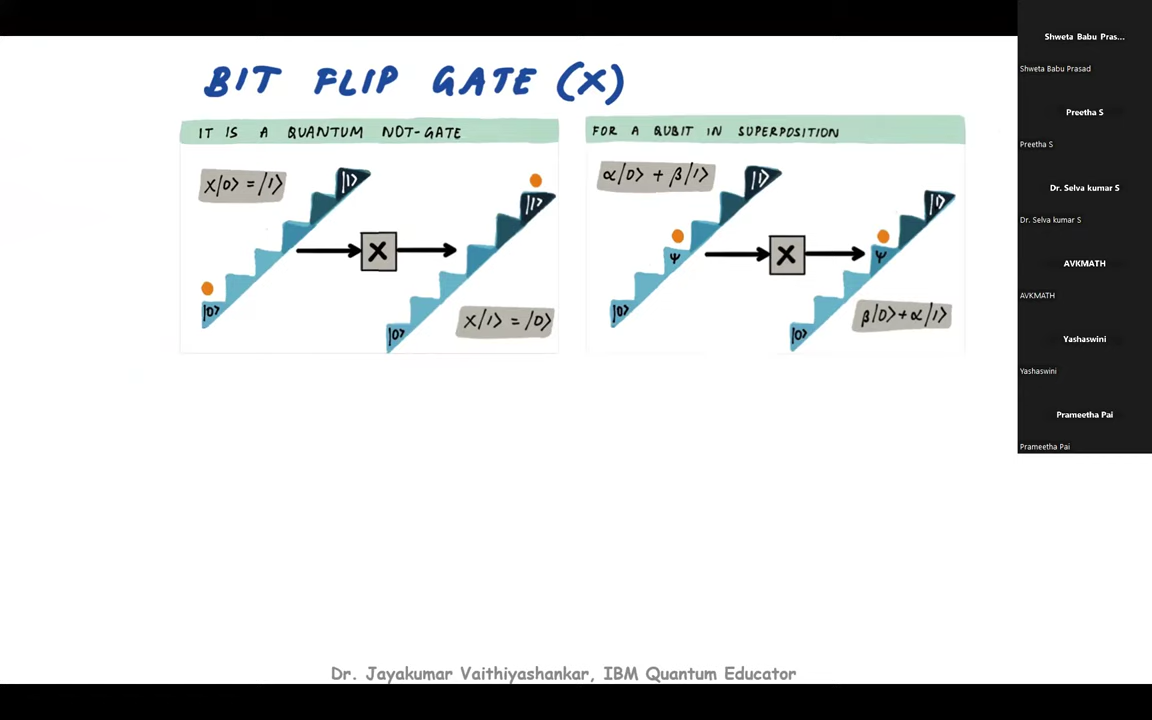 BIT FLIP GATE (X)
IT IS A QUANTUM NOT-GATE
X|0> = |1>
|1>
|0>
X
|1>
|0>
X|1> = |0>
FOR A QUBIT IN SUPERPOSITION
α|0> + β|1>
|1>
ψ
|0>
X
|1>
ψ
|0>
β|0> + α|1>
Dr. Jayakumar Vaithiyashankar, IBM Quantum Educator
Shweta Babu Pras...
Shweta Babu Prasad
Preetha S
Preetha S
Dr. Selva kumar S
Dr. Selva kumar S
AVKMATH
AVKMATH
Yashaswini
Yashaswini
Prameetha Pai
Prameetha Pai